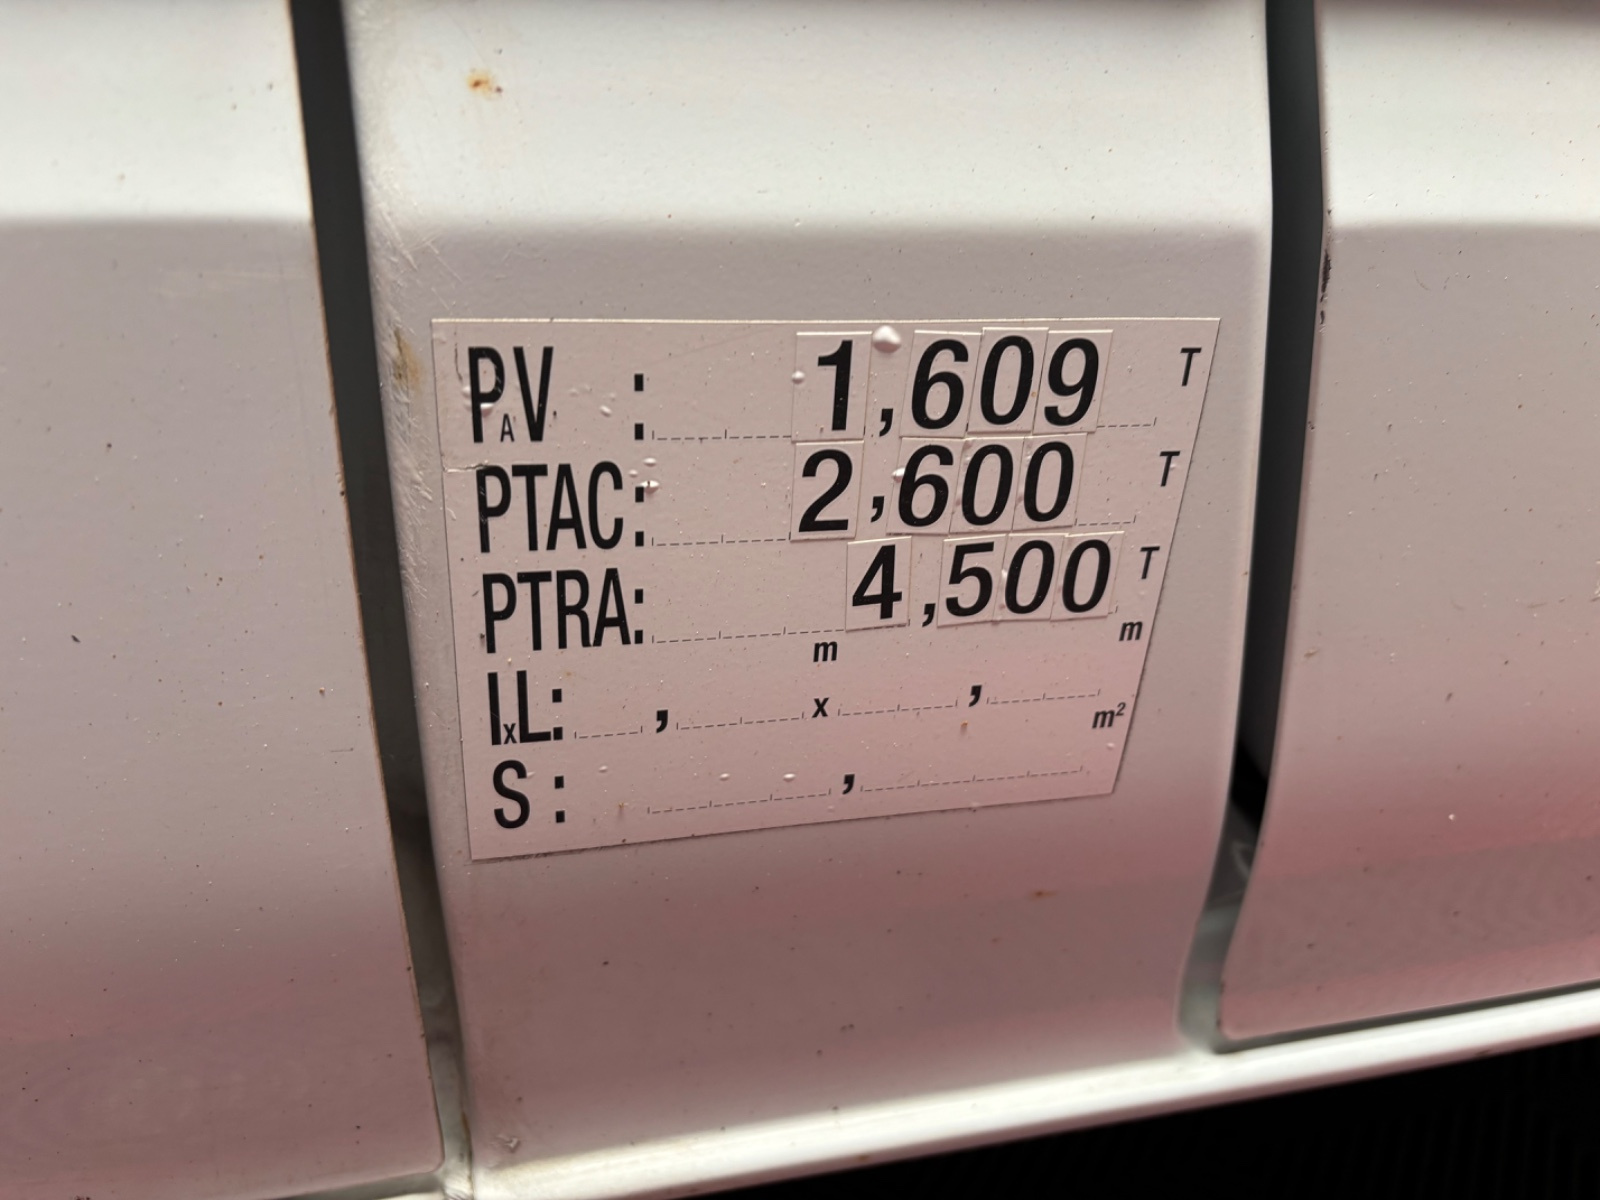 PAV : 1,609 T
PTAC: 2,600 T
PTRA: 4,500 T
IxL: , m x , m
S : , m²